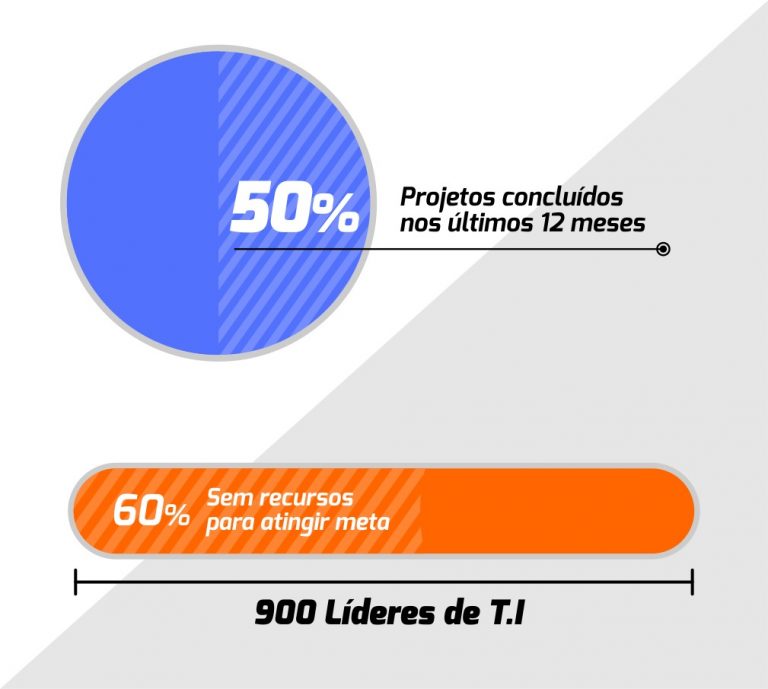 50%
Projetos concluídos
nos últimos 12 meses
60%
Sem recursos
para atingir meta
900 Líderes de T.I